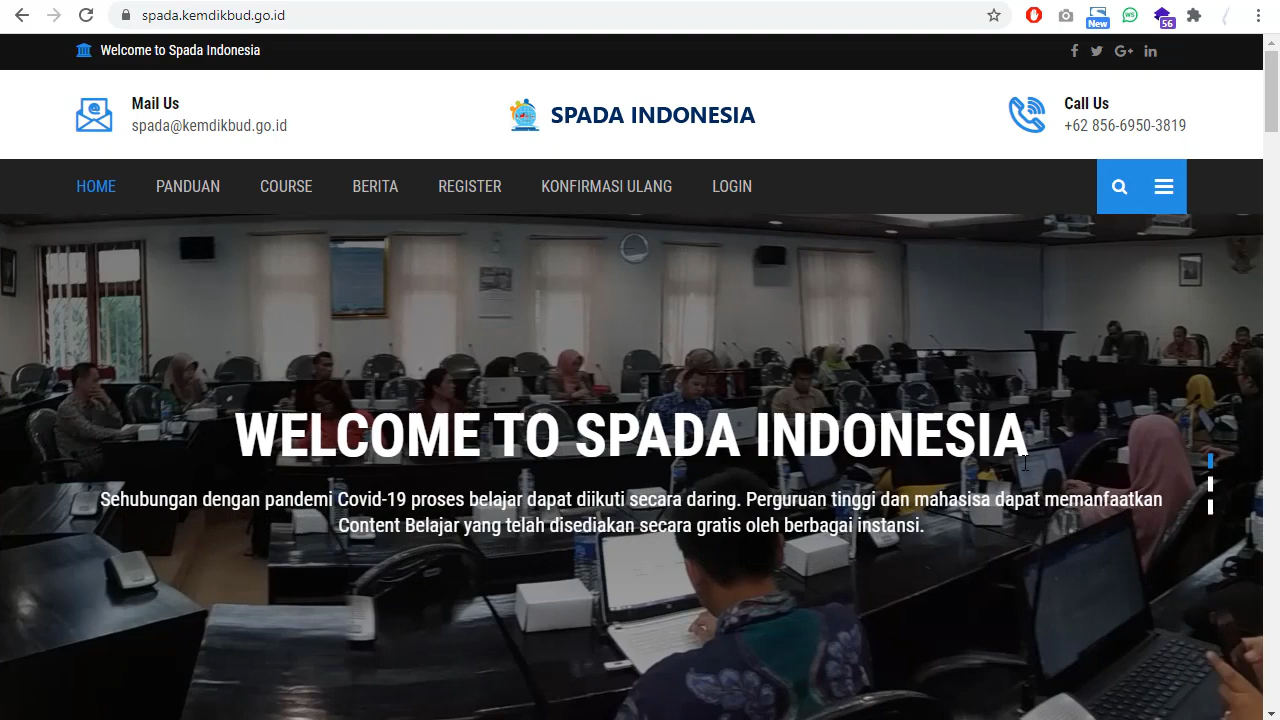 spada.kemdikbud.go.id
New
WS
56
Welcome to Spada Indonesia
Mail Us
spada@kemdikbud.go.id
SPADA INDONESIA
Call Us
+62 856-6950-3819
HOME PANDUAN COURSE BERITA REGISTER KONFIRMASI ULANG LOGIN
WELCOME TO SPADA INDONESIA
Sehubungan dengan pandemi Covid-19 proses belajar dapat diikuti secara daring. Perguruan tinggi dan mahasisa dapat memanfaatkan
Content Belajar yang telah disediakan secara gratis oleh berbagai instansi.